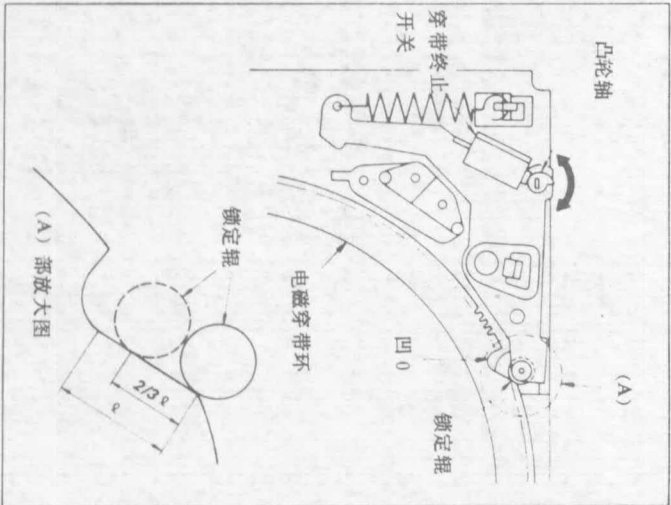 凸轮轴
穿带终止
开关
(A)
凹0
锁定辊
电磁穿带环
锁定辊
2/3 ℓ
ℓ
(A)部放大图